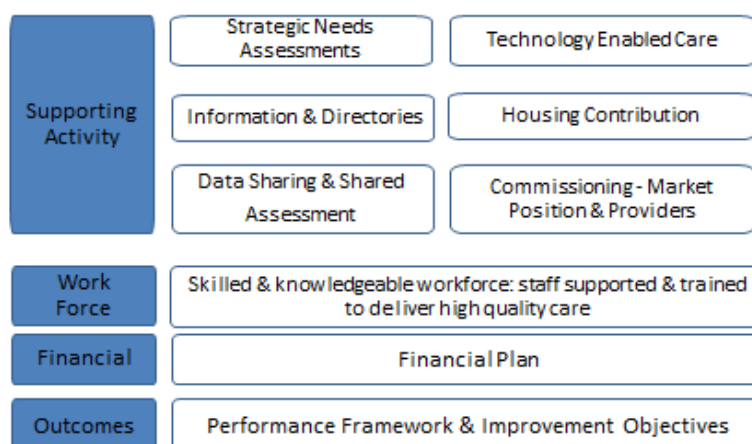 Supporting
Activity
Strategic Needs
Assessments
Technology Enabled Care
Information & Directories
Housing Contribution
Data Sharing & Shared
Assessment
Commissioning - Market
Position & Providers
Work
Force
Skilled & knowledgeable workforce: staff supported & trained
to deliver high quality care
Financial
Financial Plan
Outcomes
Performance Framework & Improvement Objectives